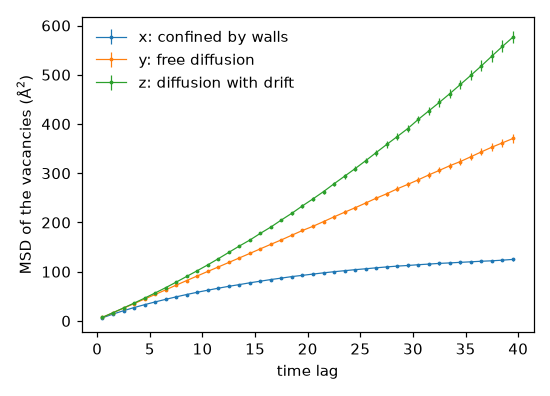 x: confined by walls
y: free diffusion
z: diffusion with drift
MSD of the vacancies (Å²)
600
500
400
300
200
100
0
0 5 10 15 20 25 30 35 40
time lag